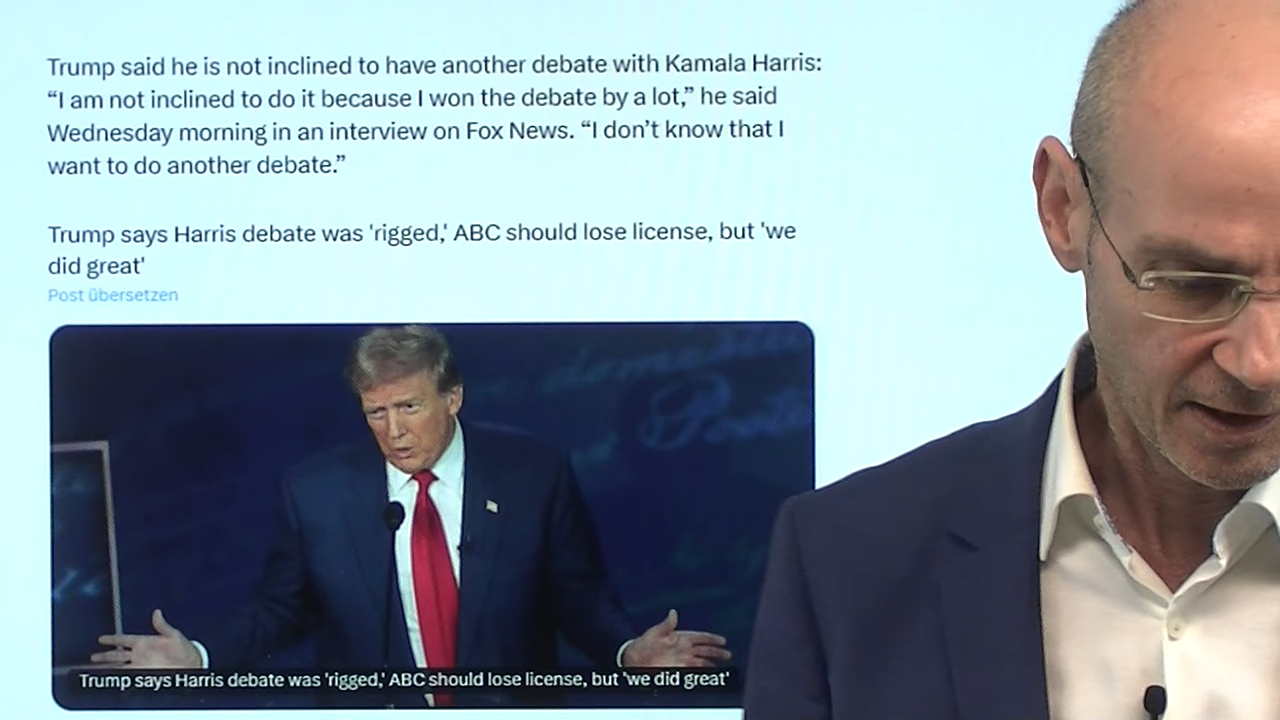 Trump said he is not inclined to have another debate with Kamala Harris:
“I am not inclined to do it because I won the debate by a lot,” he said
Wednesday morning in an interview on Fox News. “I don’t know that I
want to do another debate.”
Trump says Harris debate was 'rigged,' ABC should lose license, but 'we
did great'
Post übersetzen
Trump says Harris debate was 'rigged,' ABC should lose license, but 'we did great'